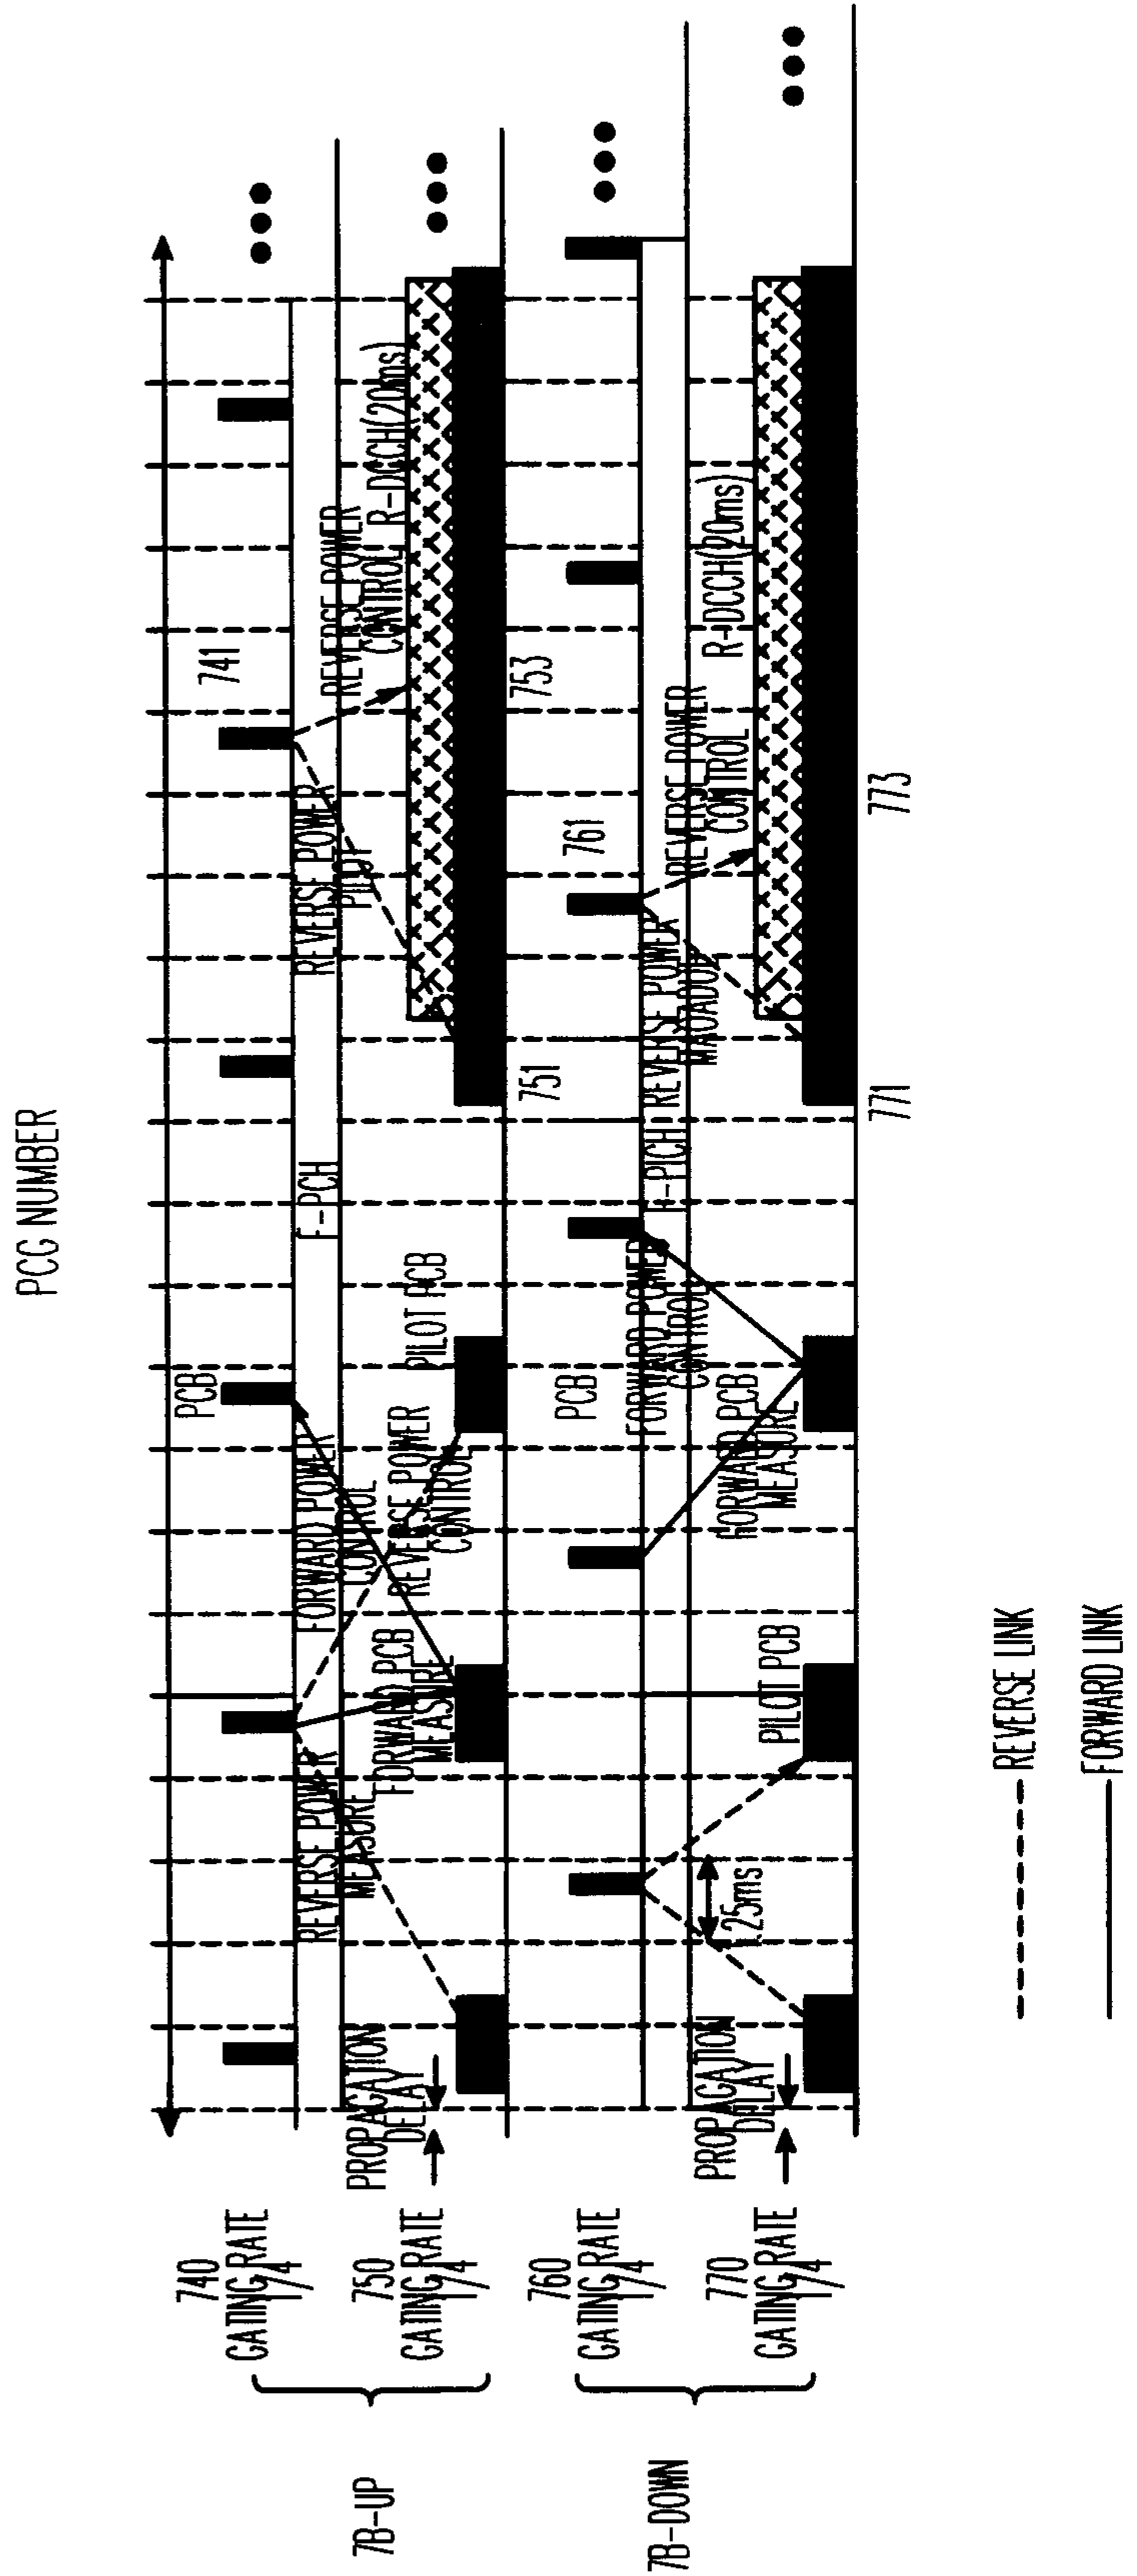 PCG NUMBER
740
GATING RATE
1/4
PCB
741
REVERSE POWER
MEASURE
FORWARD POWER
CONTROL
F-PCH
REVERSE POWER
PILOT
REVERSE POWER
CONTROL
750
GATING RATE
1/4
PROPAGATION
DELAY
FORWARD PCB
MEASURE
REVERSE POWER
CONTROL
PILOT PCB
R-DCCH(20ms)
751
753
7B-UP
760
GATING RATE
1/4
PCB
761
FORWARD POWER
CONTROL
F-PICH
REVERSE POWER
REVERSE POWER
CONTROL
770
GATING RATE
1/4
PROPAGATION
DELAY
1.25ms
PILOT PCB
GORWARD PCB
MEASURE
R-DCCH(20ms)
771
773
7B-DOWN
REVERSE LINK
FORWARD LINK